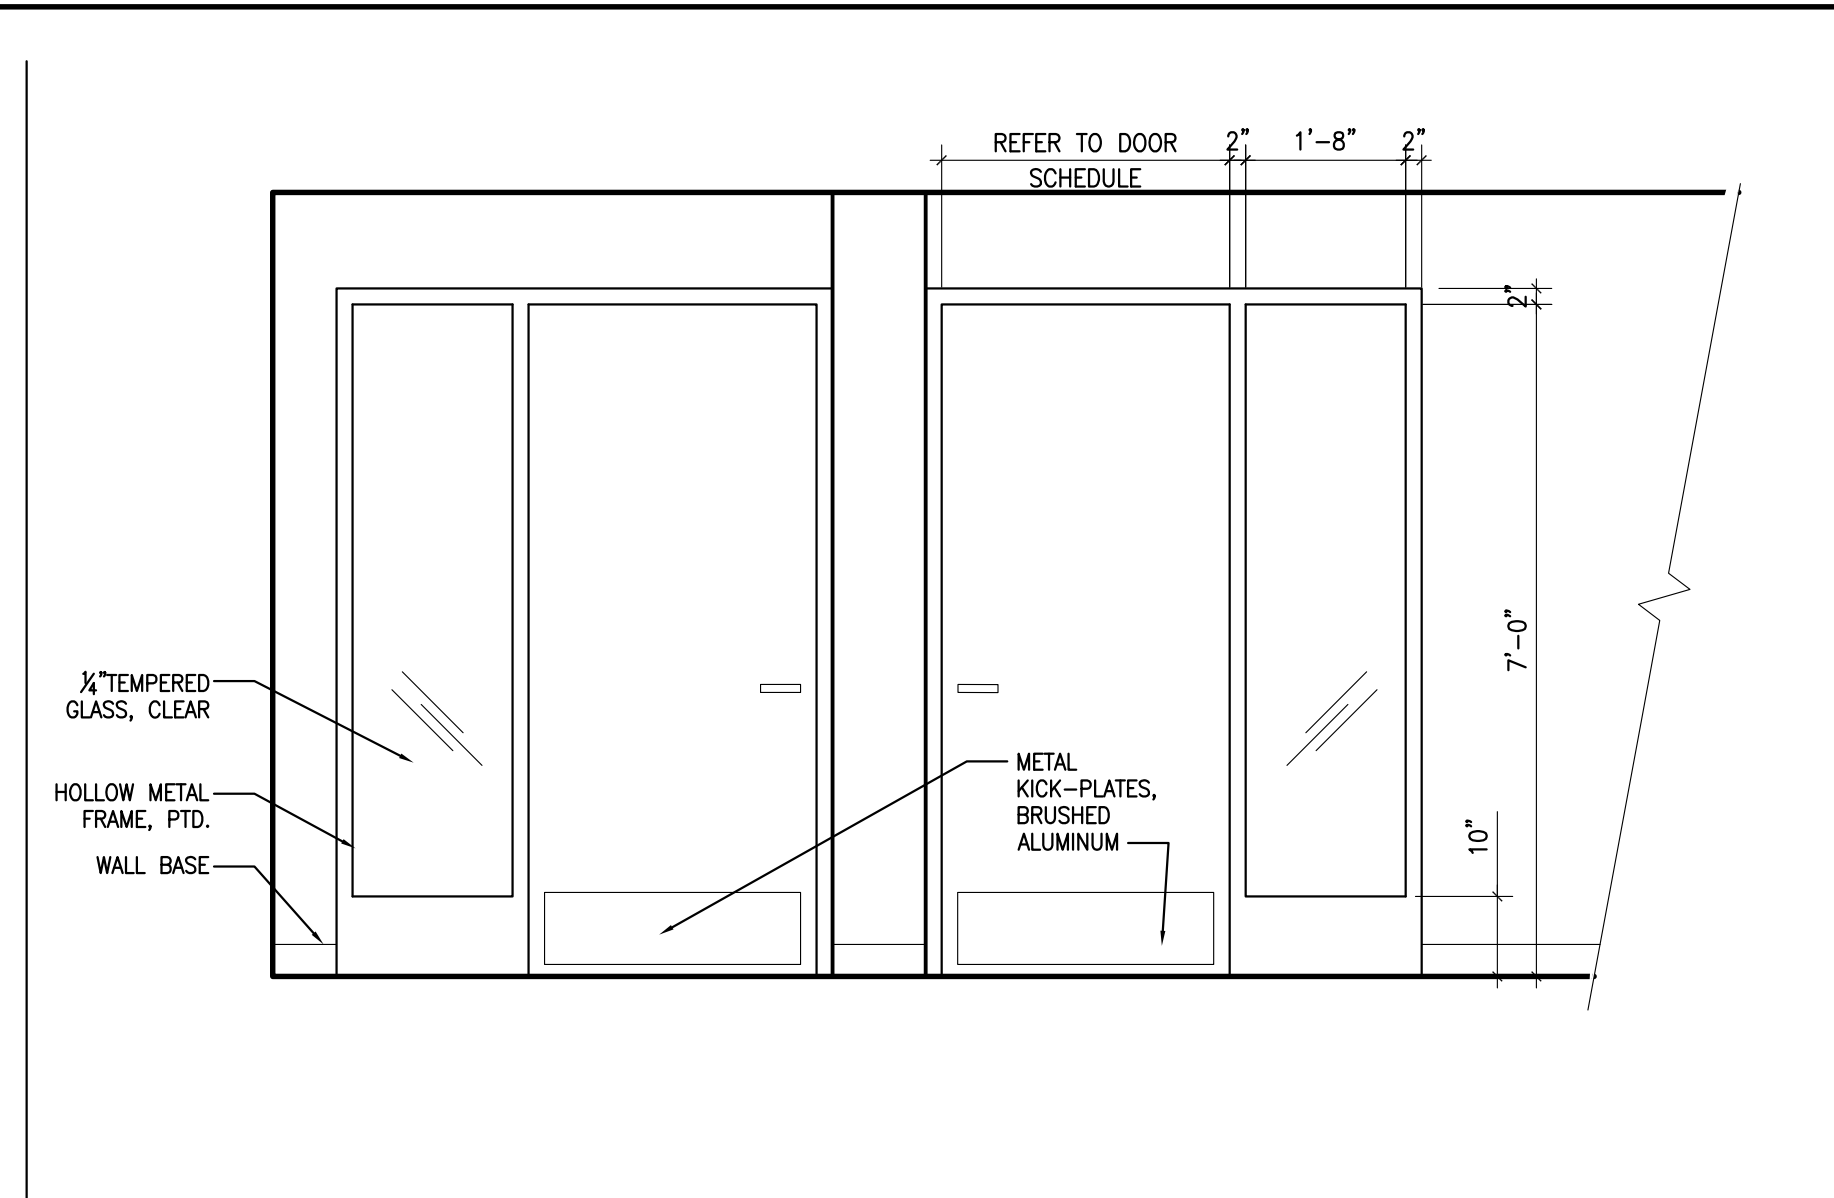 REFER TO DOOR
SCHEDULE
2"
1'-8"
2"
2"
7'-0"
10"
¼" TEMPERED
GLASS, CLEAR
HOLLOW METAL
FRAME, PTD.
WALL BASE
METAL
KICK-PLATES,
BRUSHED
ALUMINUM